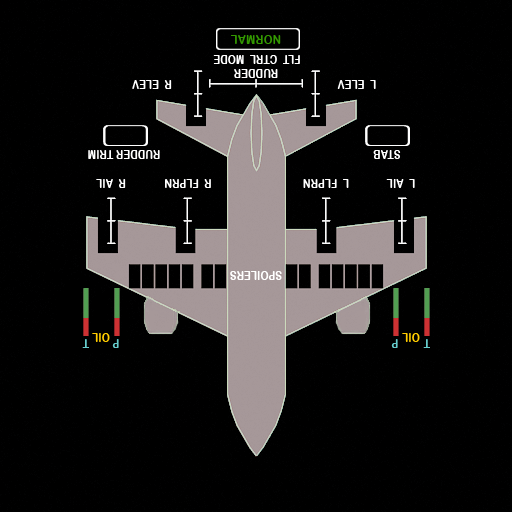 T OIL P
P OIL T
SPOILERS
L AIL
L FLPRN
R FLPRN
R AIL
STAB
RUDDER TRIM
L ELEV
R ELEV
RUDDER
FLT CTRL MODE
NORMAL